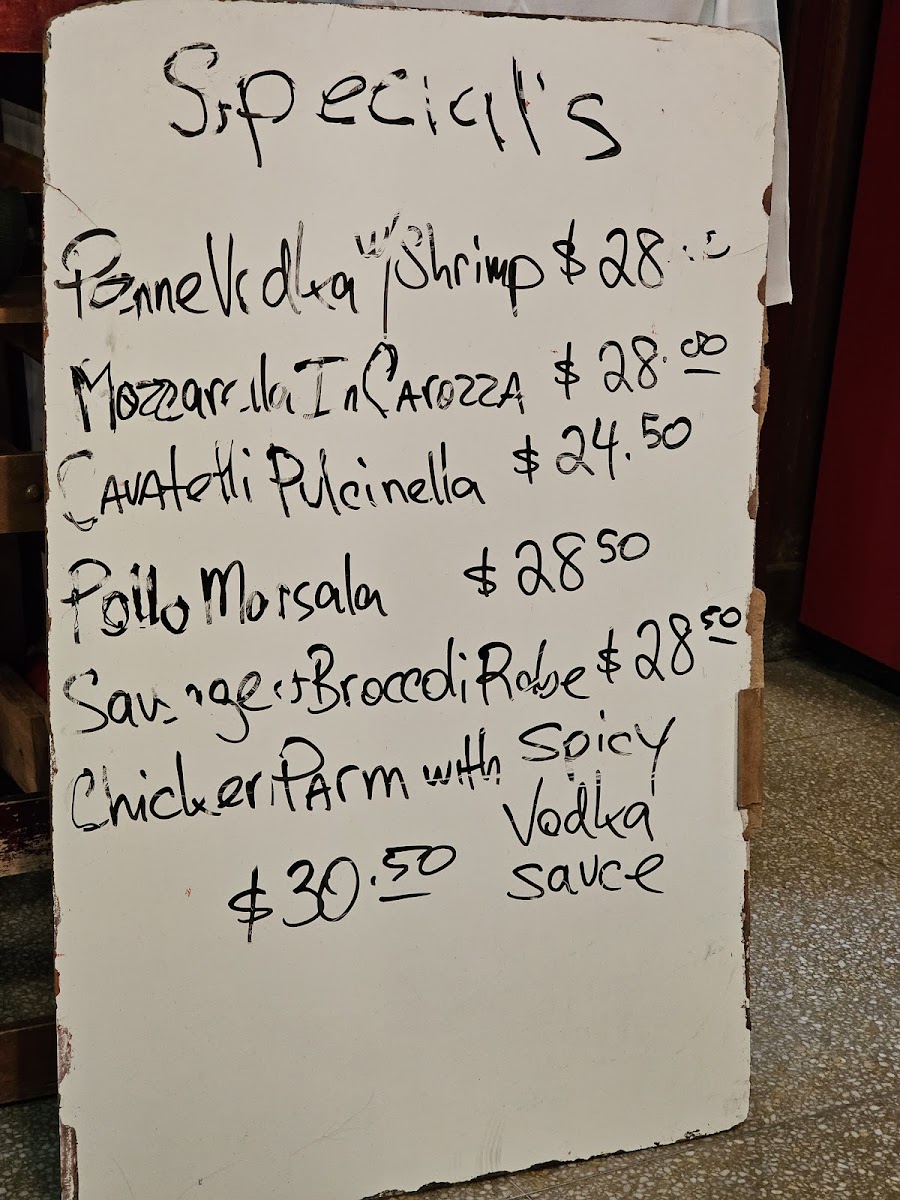 Special's
Penne Vodka w/ Shrimp $28
Mozzarella In Carozza $28.00
Cavatelli Pulcinella $24.50
Pollo Marsala $28 50
Sausage + Broccoli Rabe $28 50
Chicken Parm with Spicy
Vodka
$30.50 sauce